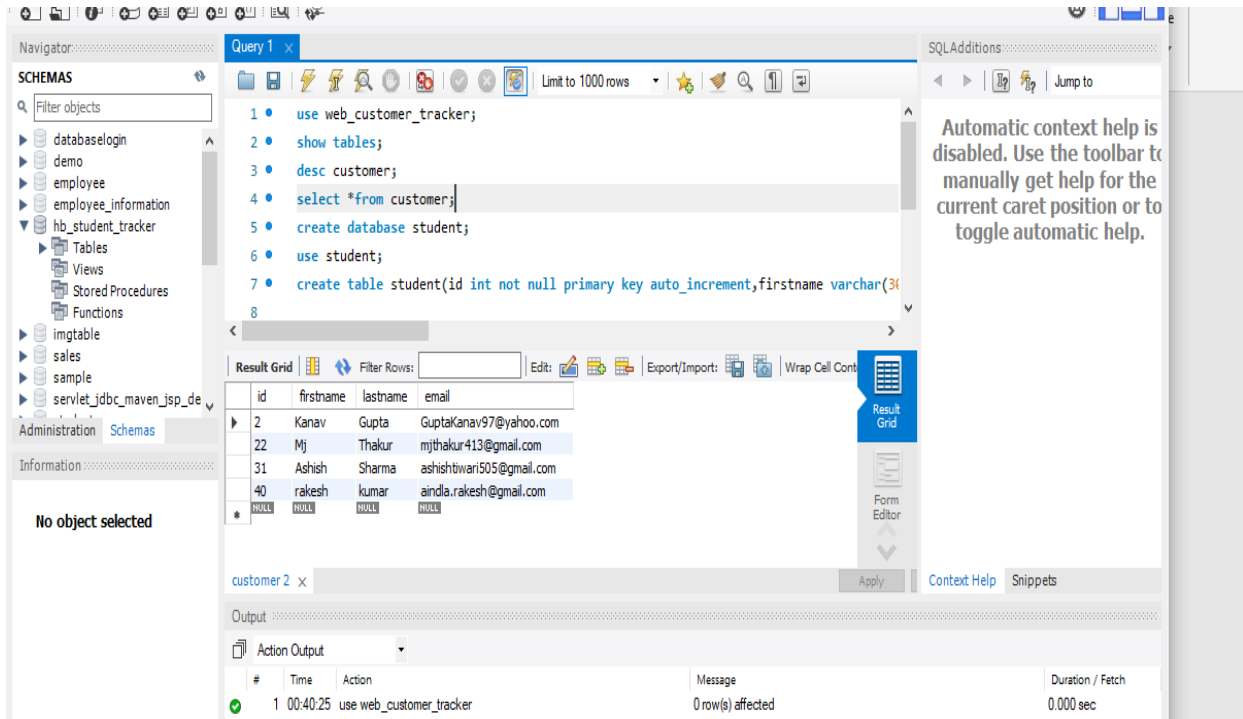 Navigator
SCHEMAS
Filter objects
databaselogin
demo
employee
employee_information
hb_student_tracker
Tables
Views
Stored Procedures
Functions
imgtable
sales
sample
servlet_jdbc_maven_jsp_de
Administration Schemas
Information
No object selected
Query 1
Limit to 1000 rows
1 use web_customer_tracker;
2 show tables;
3 desc customer;
4 select *from customer;
5 create database student;
6 use student;
7 create table student(id int not null primary key auto_increment,firstname varchar(30
8
Result Grid Filter Rows: Edit: Export/Import: Wrap Cell Cont
id firstname lastname email
2 Kanav Gupta GuptaKanav97@yahoo.com
22 Mj Thakur mjthakur413@gmail.com
31 Ashish Sharma ashishtiwari505@gmail.com
40 rakesh kumar aindla.rakesh@gmail.com
NULL NULL NULL NULL
Result
Grid
Form
Editor
customer 2
Apply
Output
Action Output
# Time Action Message Duration / Fetch
1 00:40:25 use web_customer_tracker 0 row(s) affected 0.000 sec
SQLAdditions
Jump to
Automatic context help is
disabled. Use the toolbar to
manually get help for the
current caret position or to
toggle automatic help.
Context Help Snippets